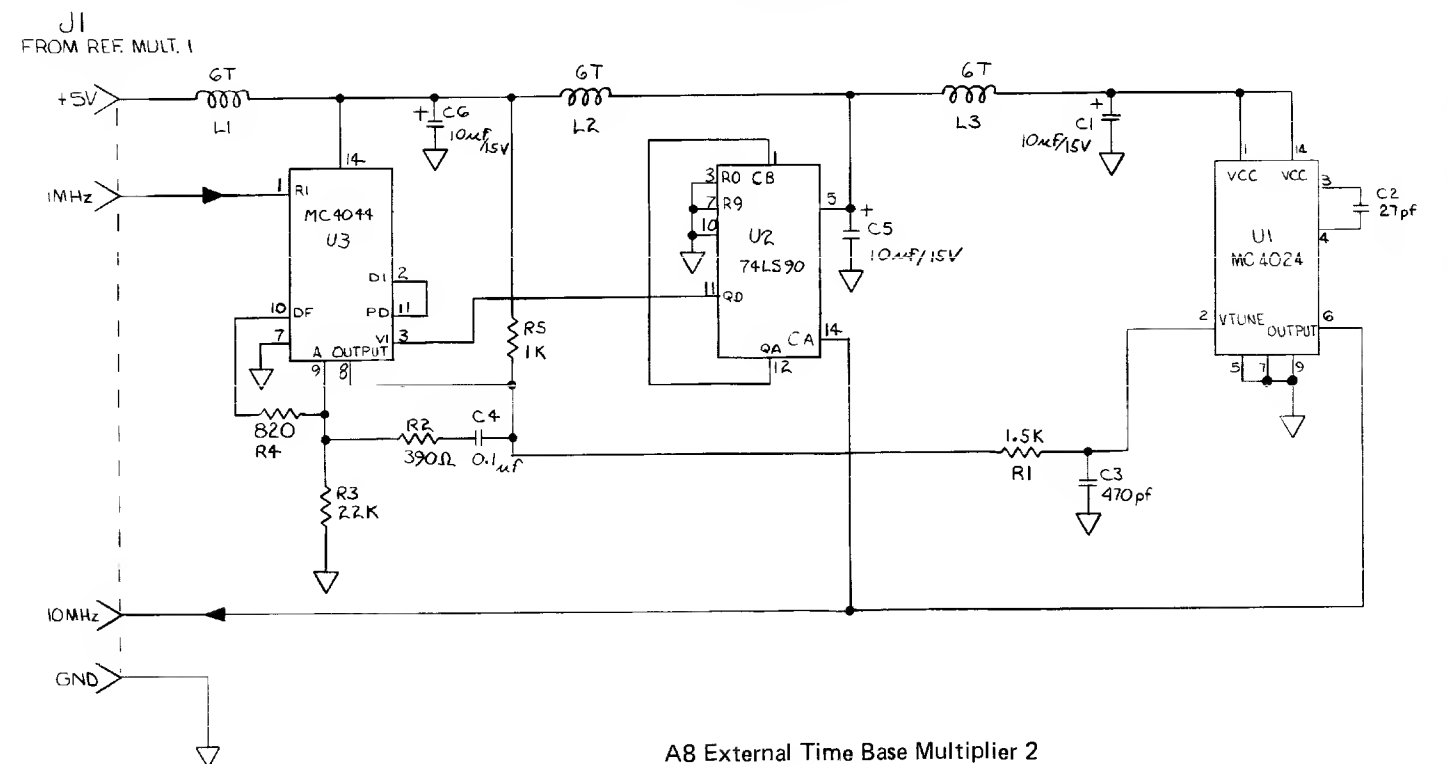 J1
FROM REF. MULT. 1
6T
L1
6T
L2
6T
L3
+5V
+
C6
10µf/15V
+
C1
10µf/15V
1MHz
14
1
R1
MC4044
U3
D1
2
PD
11
10
DF
7
V1
3
A
OUTPUT
9
8
R5
1K
1
3
R0
CB
7
R9
10
U2
74LS90
5
+
C5
10µf/15V
11
QD
14
CA
QA
12
1
14
VCC
VCC
3
C2
27pf
4
U1
MC4024
2
VTUNE
OUTPUT
6
5
7
9
820
R4
R2
390Ω
C4
0.1µf
R3
22K
1.5K
R1
C3
470pf
10MHz
GND
A8 External Time Base Multiplier 2